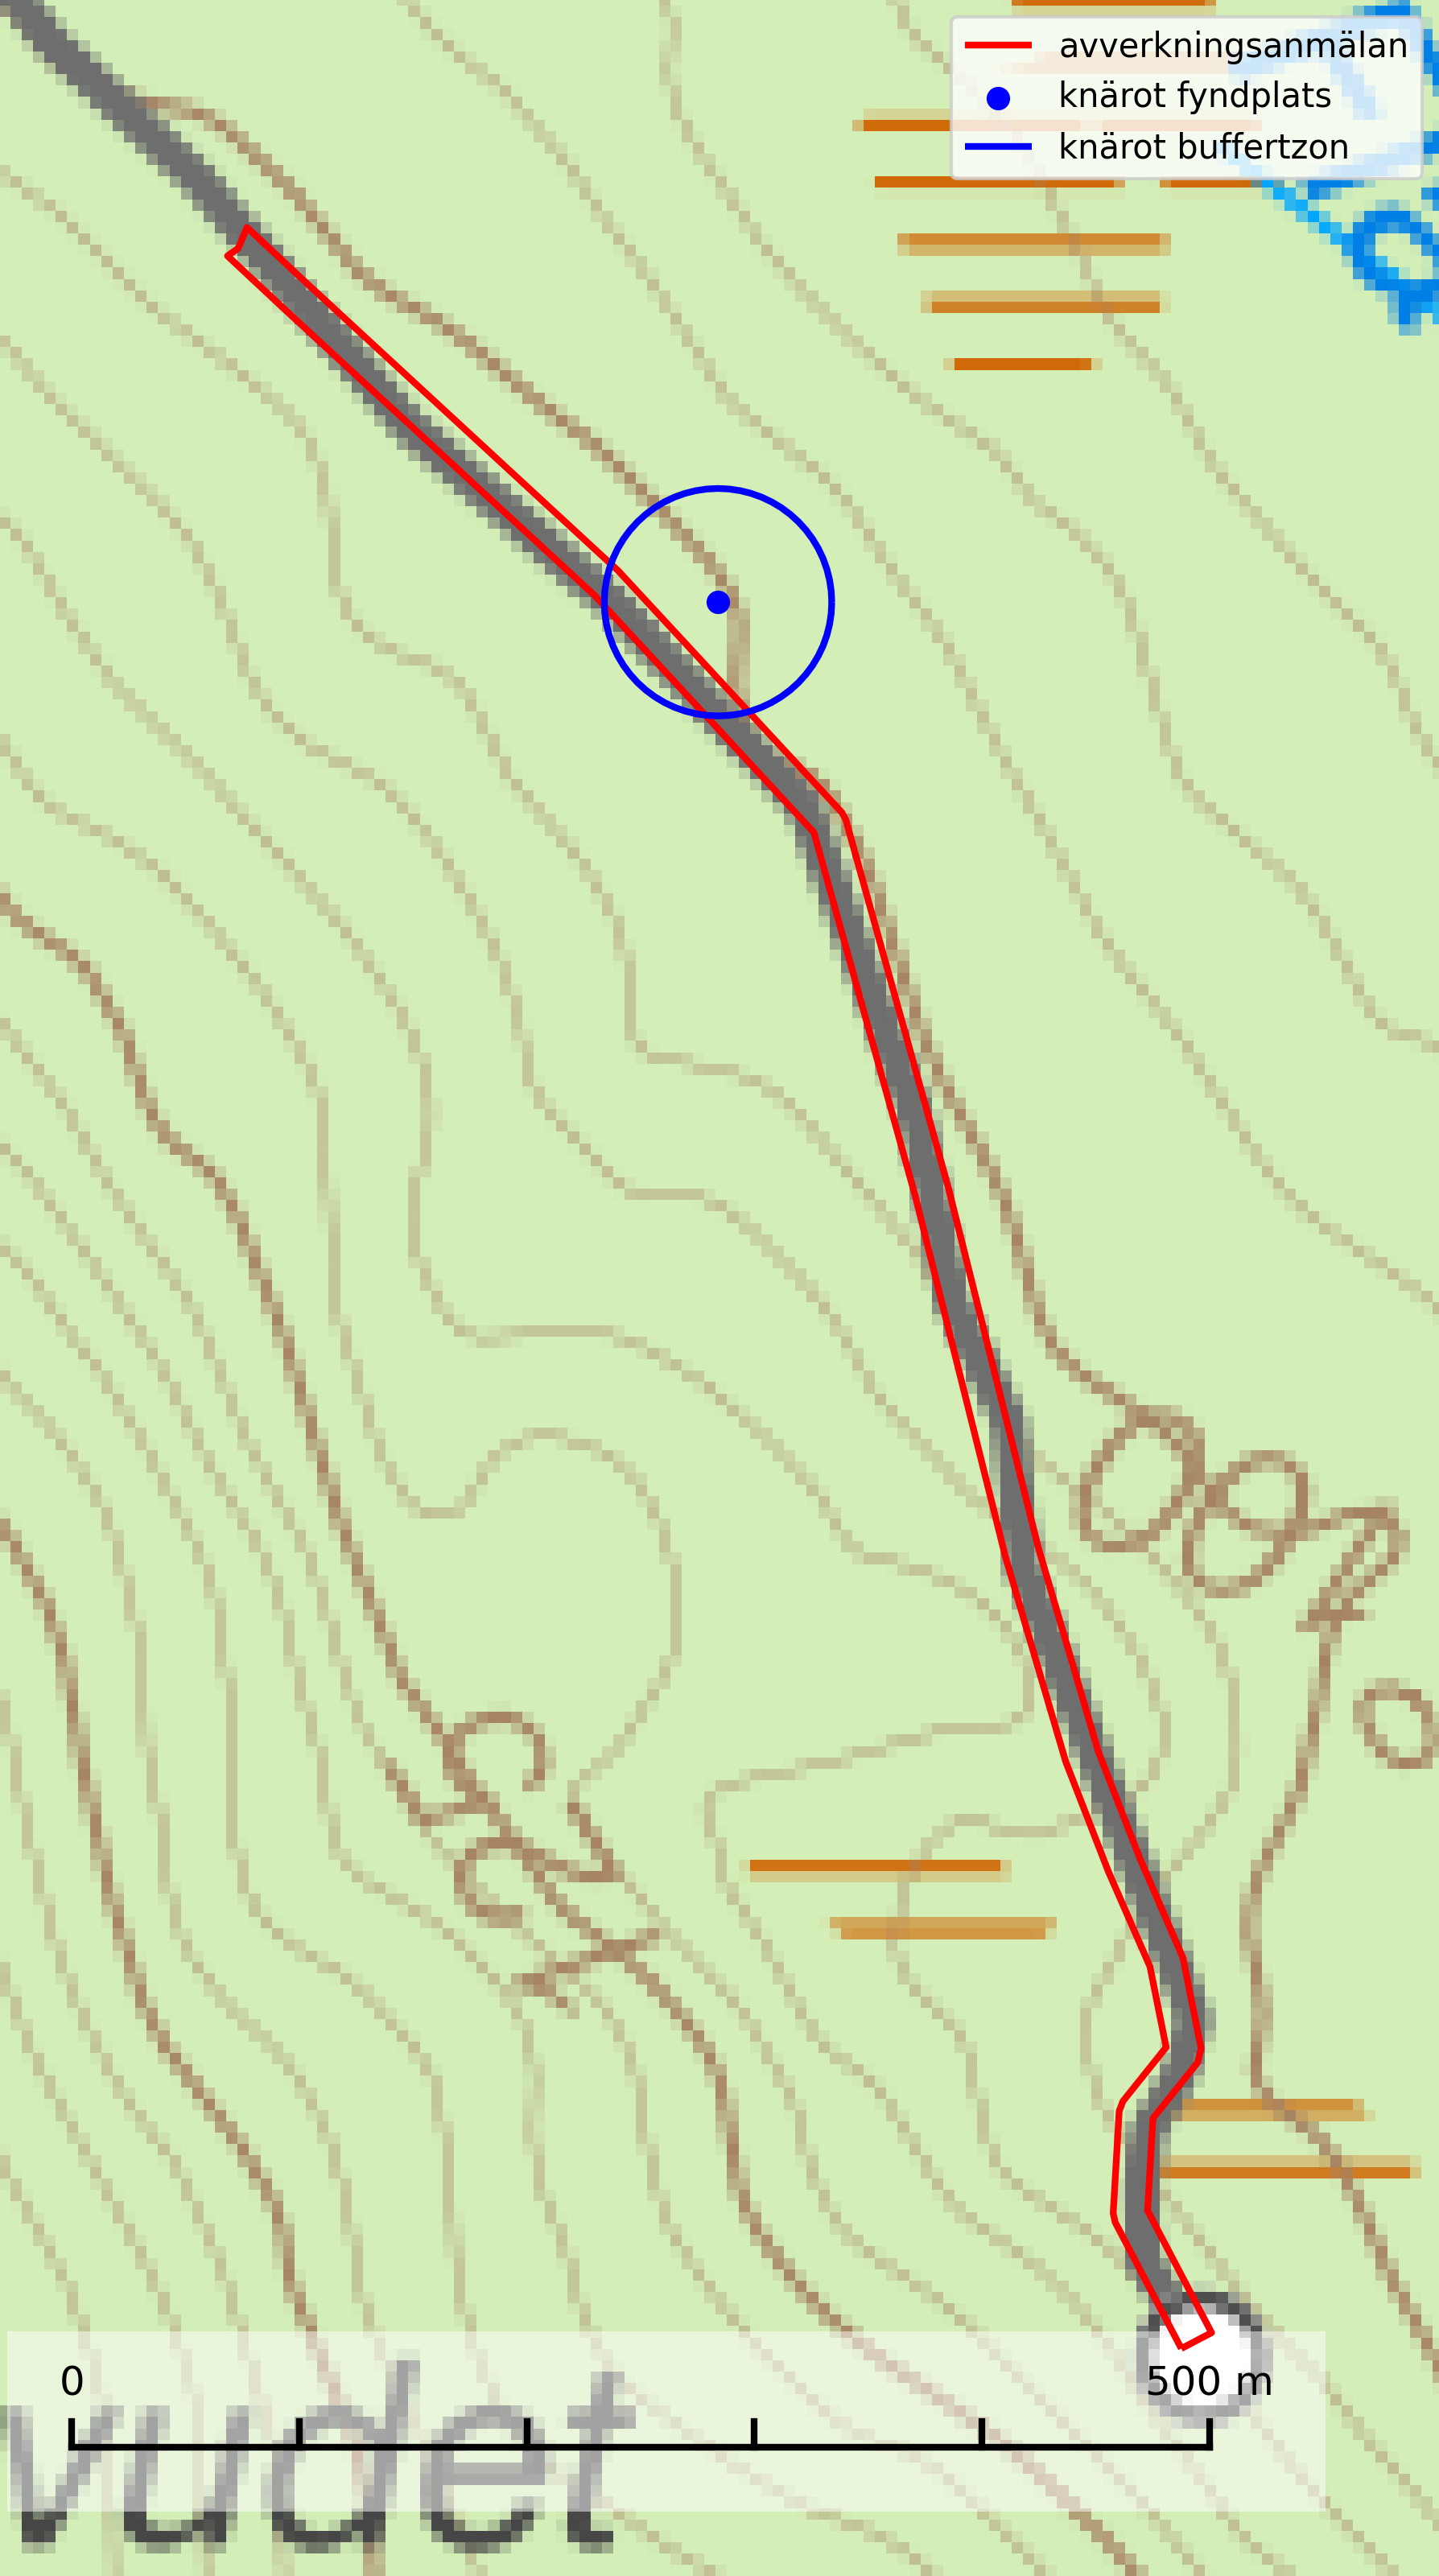 avverkningsanmälan
knärot fyndplats
knärot buffertzon
0
500 m
vudet